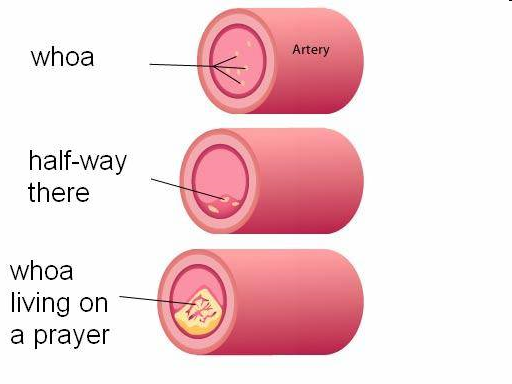 whoa
Artery
half-way
there
whoa
living on
a prayer